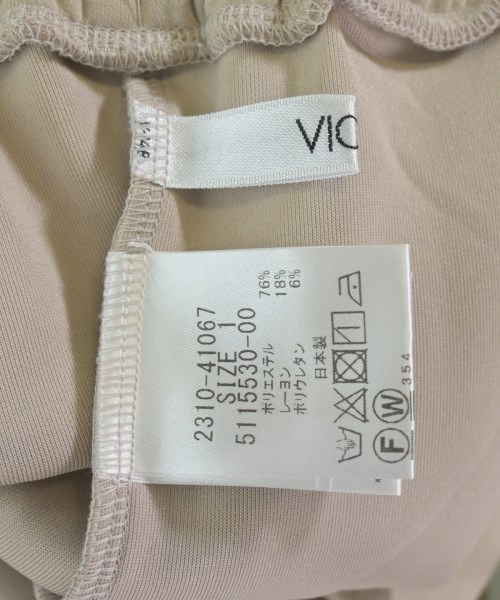 VIC
2310-41067
SIZE 1
5115530-00
ポリエステル 76%
レーヨン 18%
ポリウレタン 6%
日本製
F W
354